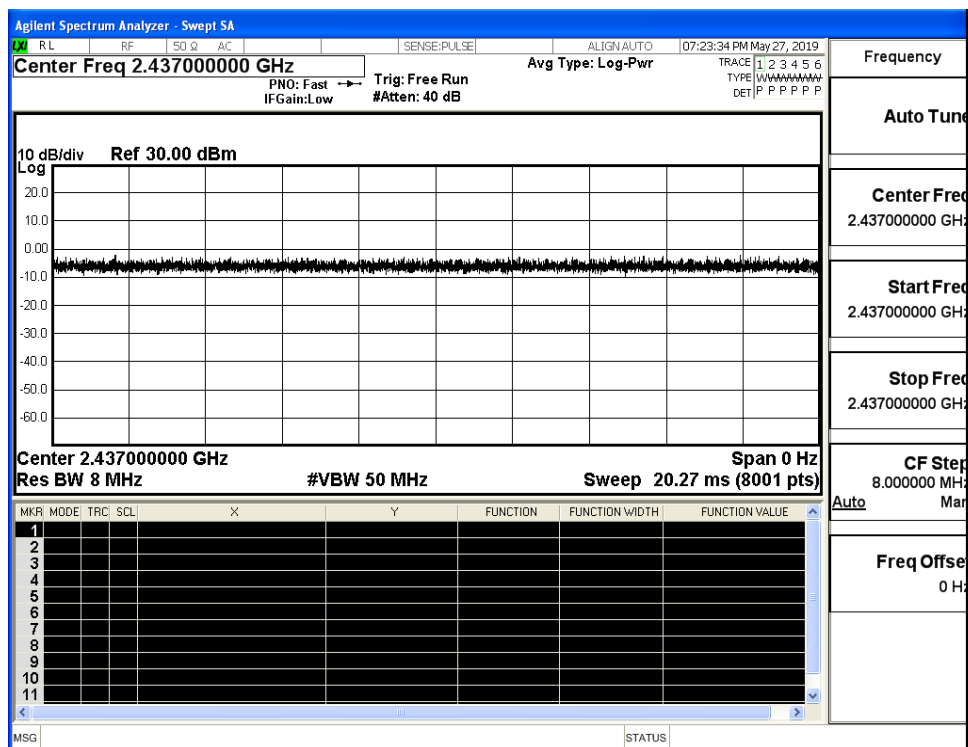 Agilent Spectrum Analyzer - Swept SA
LXI RL RF 50 Ω AC SENSE:PULSE ALIGN AUTO 07:23:34 PM May 27, 2019
Center Freq 2.437000000 GHz
PNO: Fast
IFGain:Low
Trig: Free Run
#Atten: 40 dB
Avg Type: Log-Pwr
TRACE 1 2 3 4 5 6
TYPE WWWWWW
DET P P P P P P
10 dB/div Ref 30.00 dBm
Log
20.0
10.0
0.00
-10.0
-20.0
-30.0
-40.0
-50.0
-60.0
Center 2.437000000 GHz Span 0 Hz
Res BW 8 MHz #VBW 50 MHz Sweep 20.27 ms (8001 pts)
MKR MODE TRC SCL X Y FUNCTION FUNCTION WIDTH FUNCTION VALUE
1
2
3
4
5
6
7
8
9
10
11
MSG STATUS
Frequency
Auto Tune
Center Freq
2.437000000 GHz
Start Freq
2.437000000 GHz
Stop Freq
2.437000000 GHz
CF Step
8.000000 MHz
Auto Man
Freq Offset
0 Hz